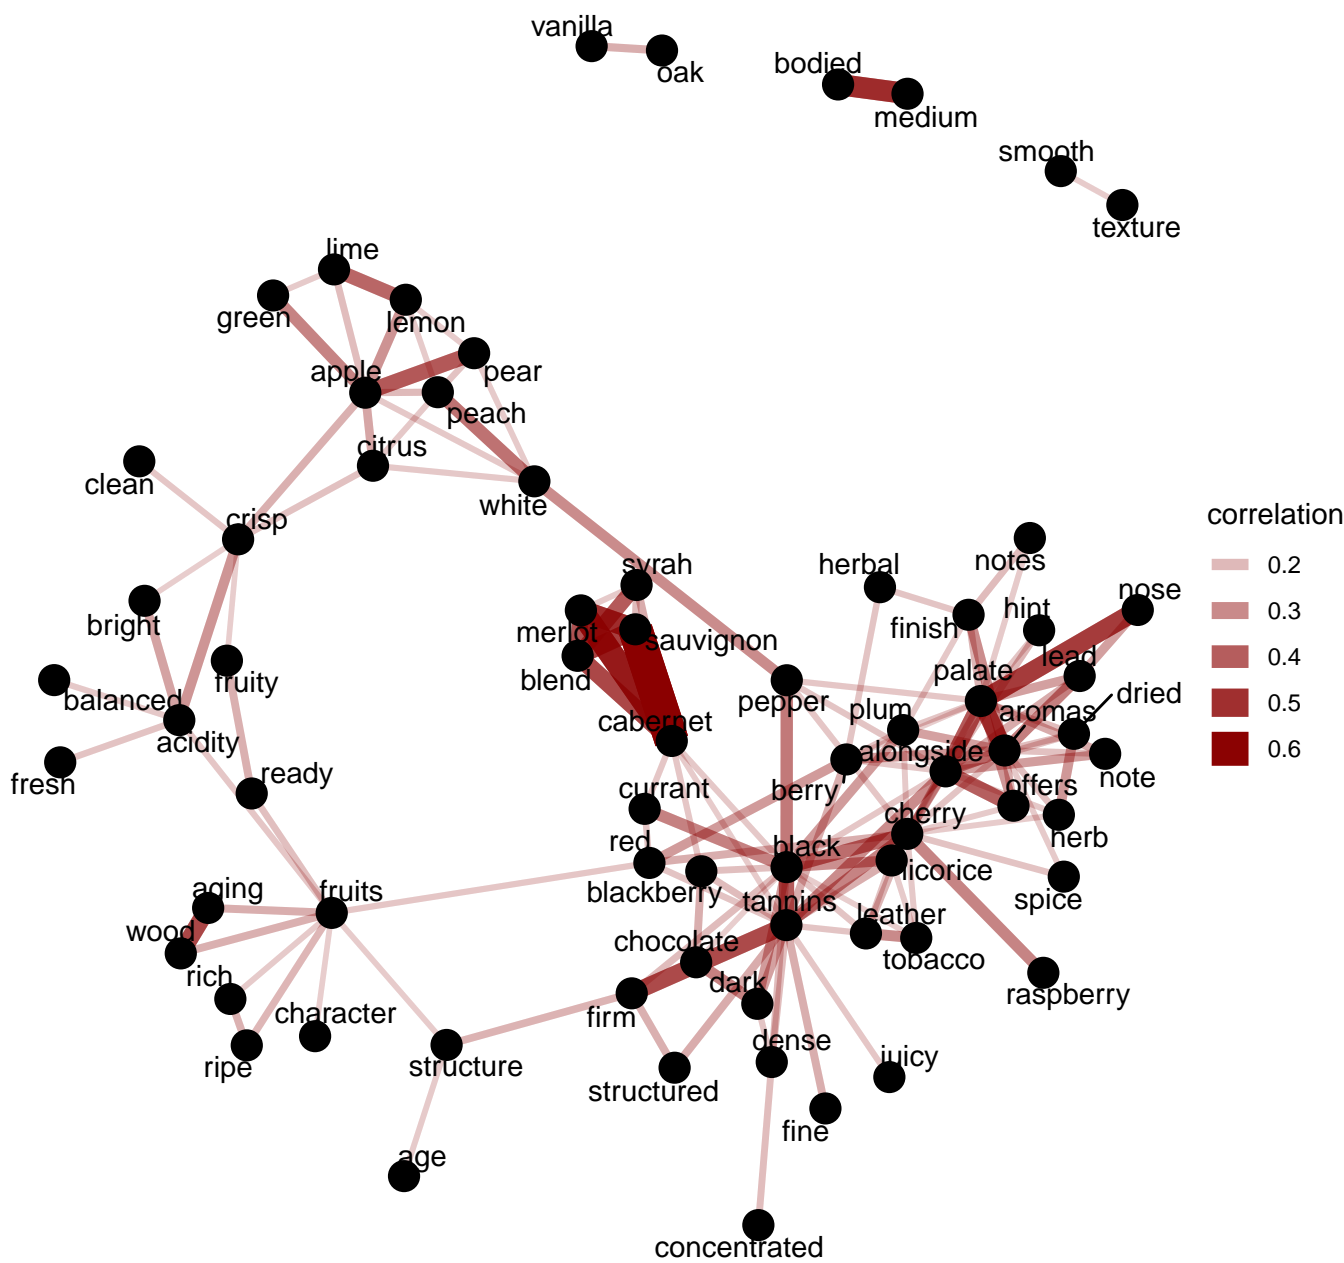 vanilla
oak
bodied
medium
smooth
texture
lime
green
lemon
apple
pear
peach
citrus
clean
white
crisp
correlation
0.2
0.3
0.4
0.5
0.6
syrah
herbal
notes
nose
hint
bright
merlot
sauvignon
finish
lead
blend
palate
fruity
balanced
pepper
plum
aromas
dried
acidity
cabernet
alongside
fresh
ready
currant
berry
offers
note
cherry
herb
red
black
licorice
aging
fruits
blackberry
tannins
leather
spice
wood
chocolate
tobacco
rich
dark
raspberry
character
firm
ripe
structure
dense
juicy
structured
fine
age
concentrated